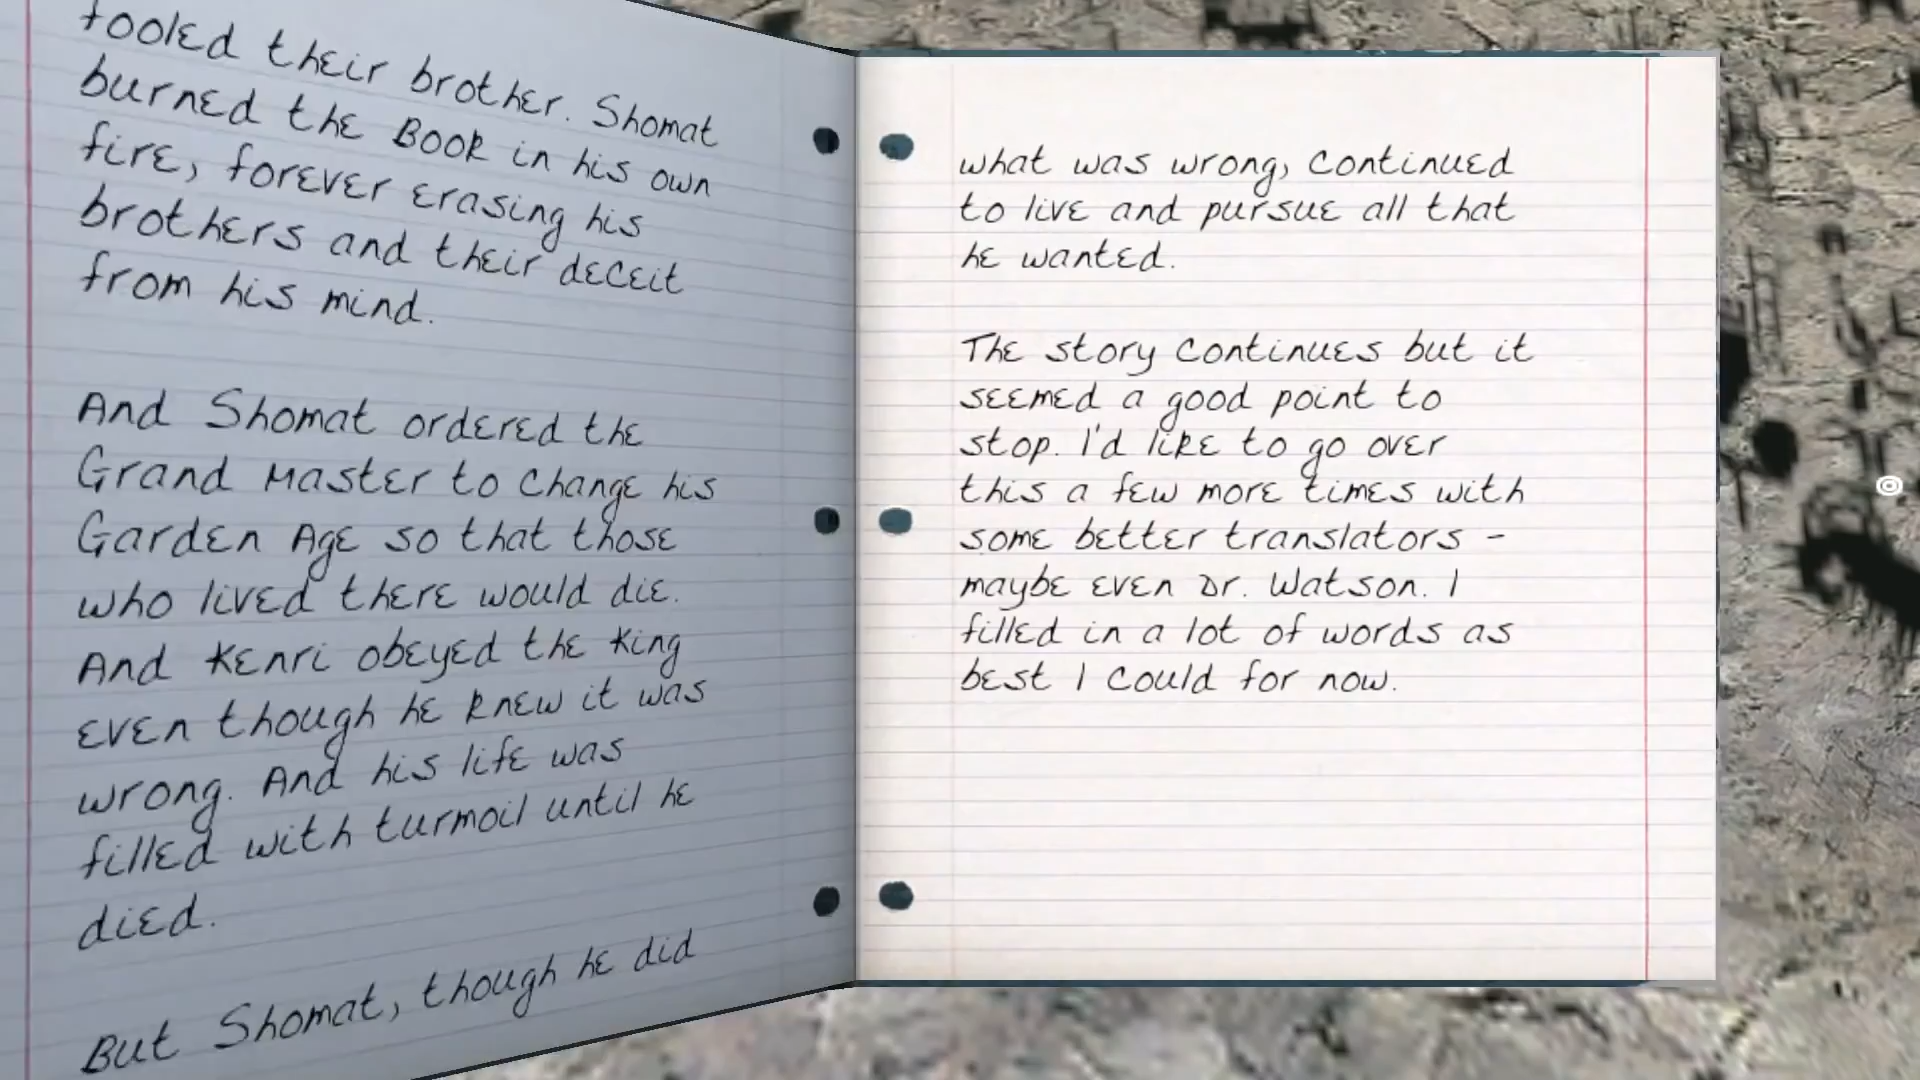 fooled their brother. Shomat
burned the Book in his own
fire, forever erasing his
brothers and their deceit
from his mind.
And Shomat ordered the
Grand Master to change his
Garden Age so that those
who lived there would die.
And Kenri obeyed the King
even though he knew it was
wrong. And his life was
filled with turmoil until he
died.
But Shomat, though he did
what was wrong, continued
to live and pursue all that
he wanted.
The story continues but it
seemed a good point to
stop. I'd like to go over
this a few more times with
some better translators -
maybe even Dr. Watson. I
filled in a lot of words as
best I could for now.